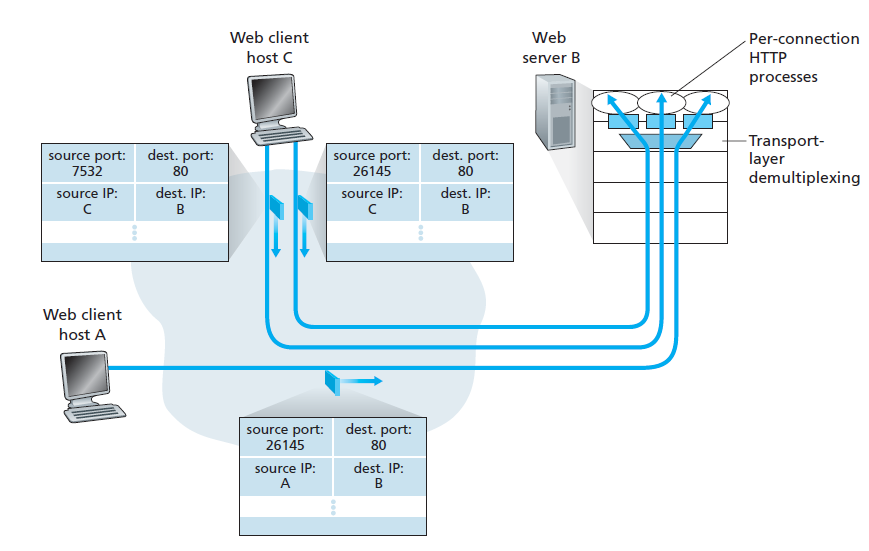 Web client
host C
Web
server B
Per-connection
HTTP
processes
Transport-
layer
demultiplexing
source port:
7532
dest. port:
80
source IP:
C
dest. IP:
B
source port:
26145
dest. port:
80
source IP:
C
dest. IP:
B
Web client
host A
source port:
26145
dest. port:
80
source IP:
A
dest. IP:
B